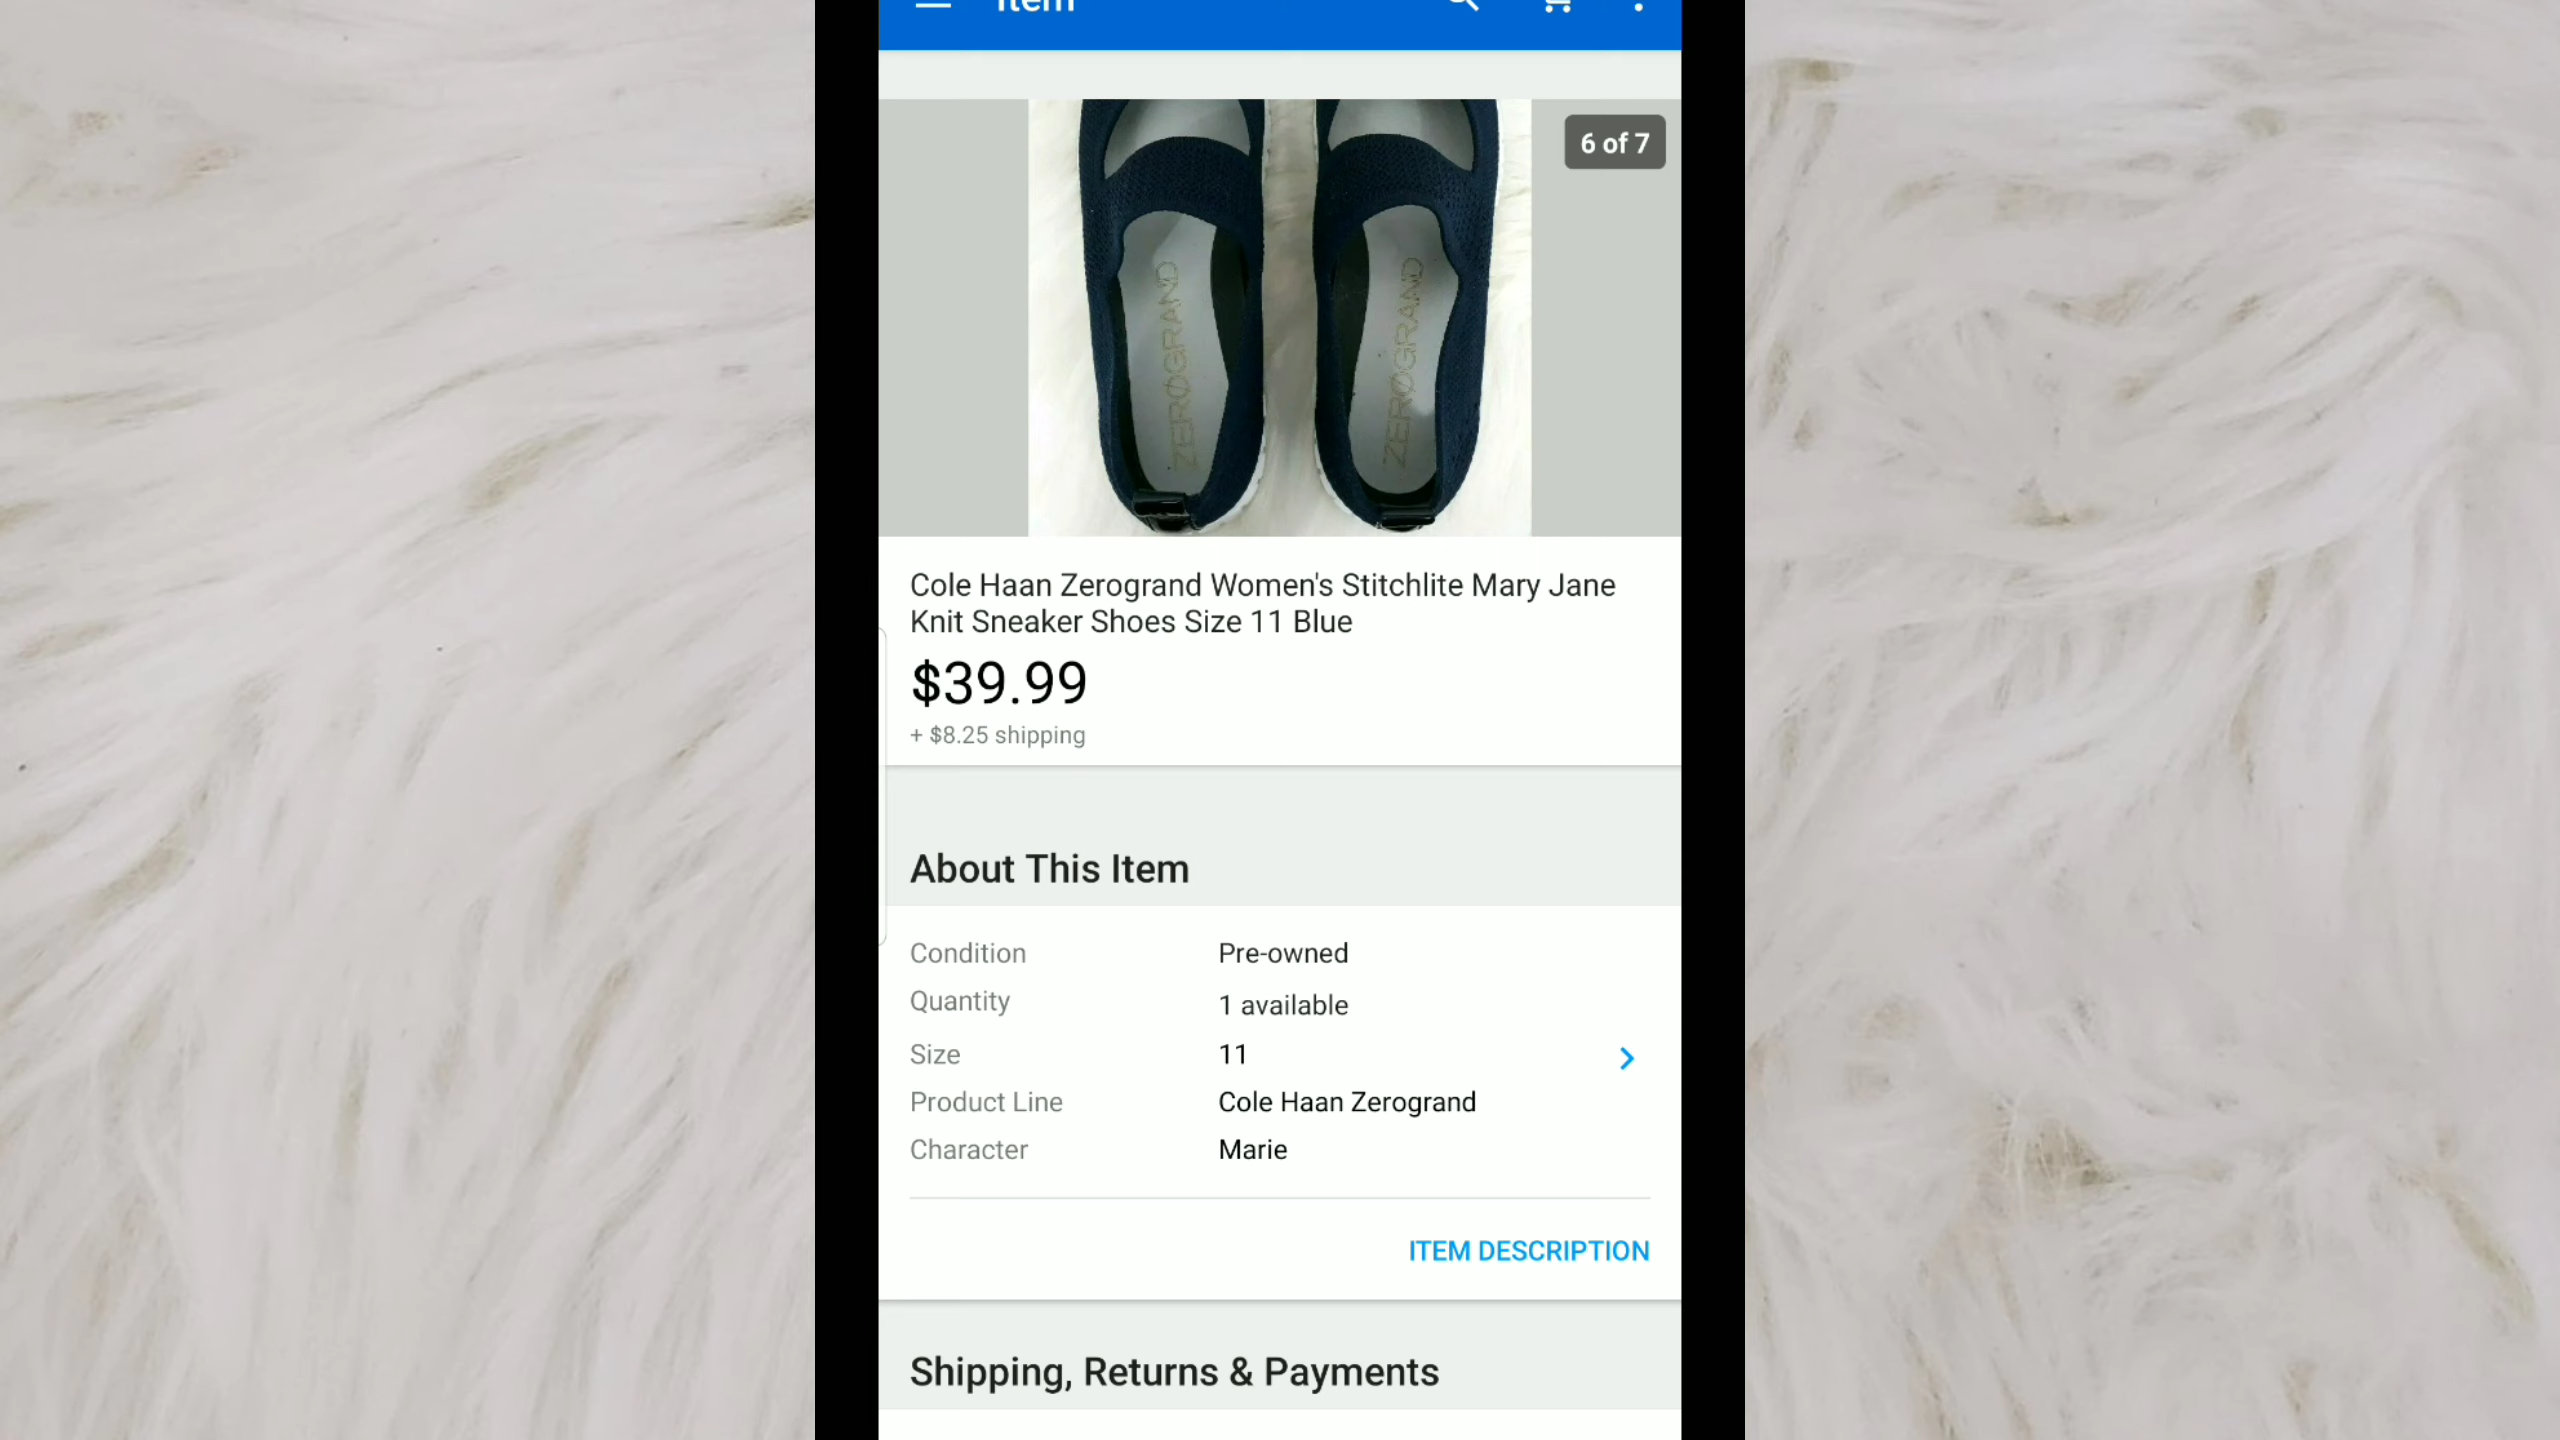 Item
6 of 7
ZERØGRAND
ZERØGRAND
Cole Haan Zerogrand Women's Stitchlite Mary Jane
Knit Sneaker Shoes Size 11 Blue
$39.99
+ $8.25 shipping
About This Item
Condition Pre-owned
Quantity 1 available
Size 11
Product Line Cole Haan Zerogrand
Character Marie
ITEM DESCRIPTION
Shipping, Returns & Payments